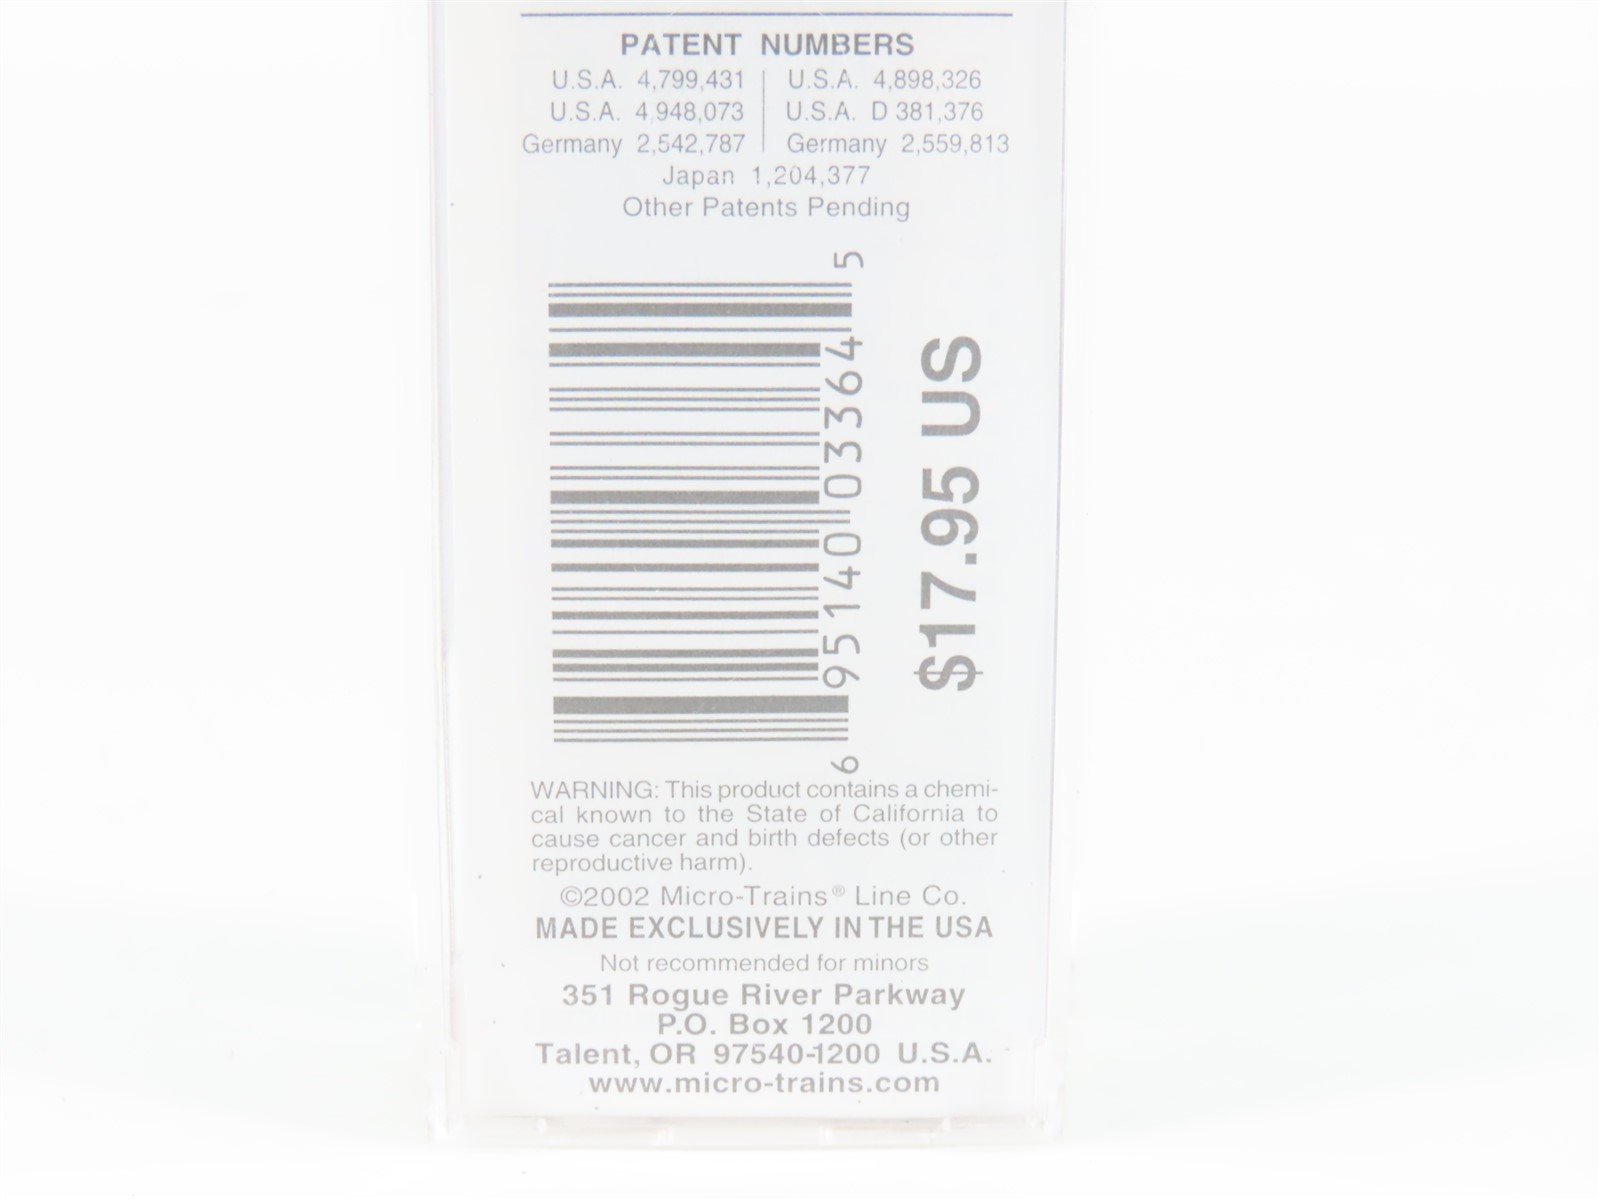 PATENT NUMBERS
U.S.A. 4,799,431 U.S.A. 4,898,326
U.S.A. 4,948,073 U.S.A. D 381,376
Germany 2,542,787 Germany 2,559,813
Japan 1,204,377
Other Patents Pending
6 95140 03364 5
$17.95 US
WARNING: This product contains a chemi-
cal known to the State of California to
cause cancer and birth defects (or other
reproductive harm).
©2002 Micro-Trains® Line Co.
MADE EXCLUSIVELY IN THE USA
Not recommended for minors
351 Rogue River Parkway
P.O. Box 1200
Talent, OR 97540-1200 U.S.A.
www.micro-trains.com